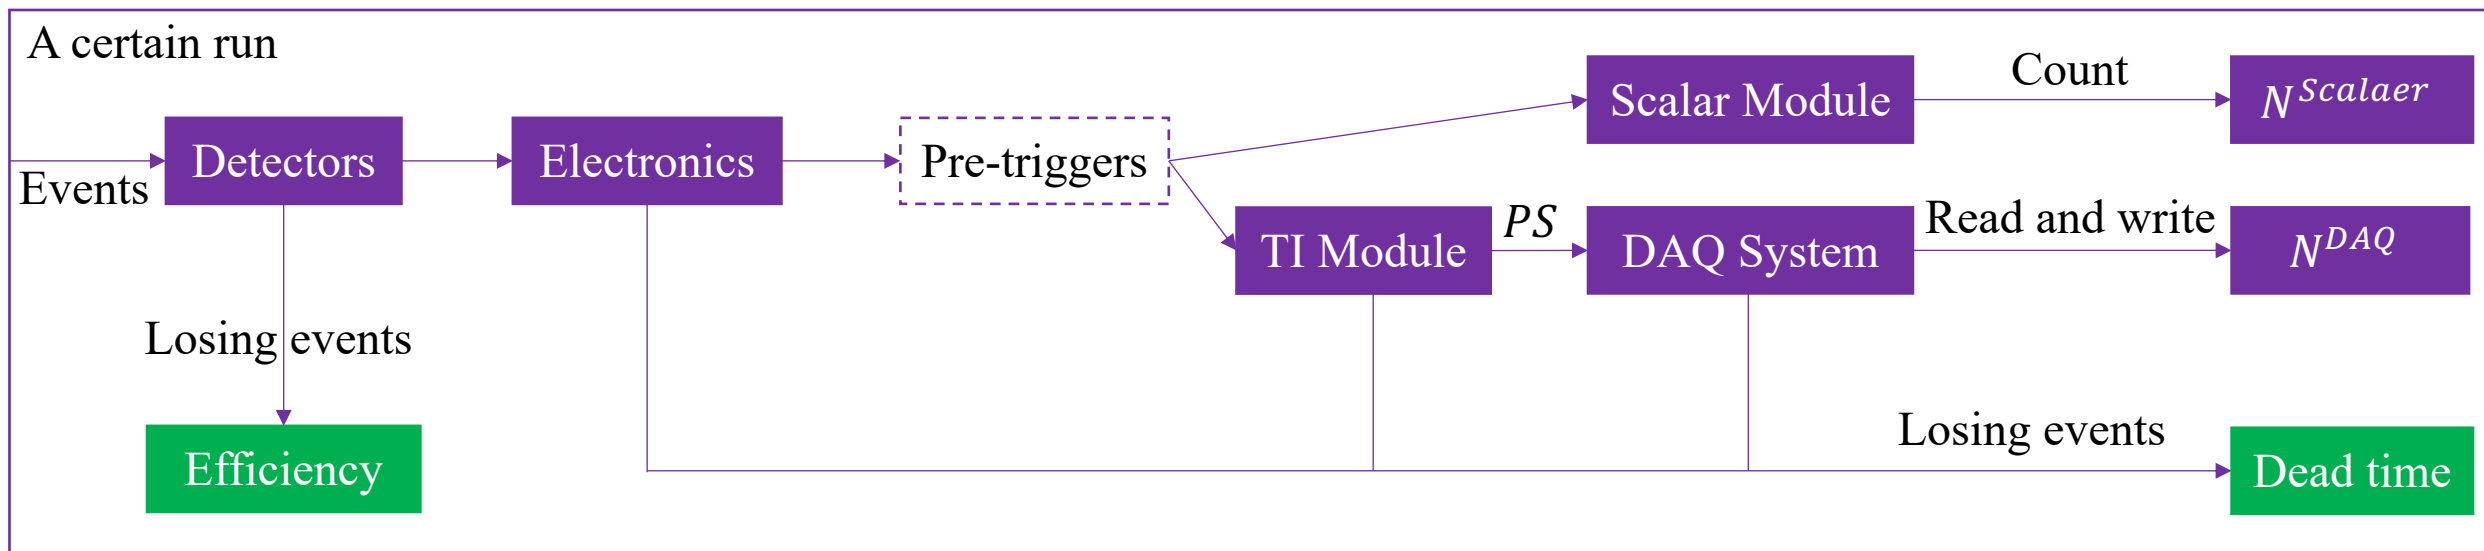 A certain run
Count
Scalar Module
N^Scalaer
Detectors
Electronics
Pre-triggers
Events
PS
Read and write
TI Module
DAQ System
N^DAQ
Losing events
Losing events
Efficiency
Dead time